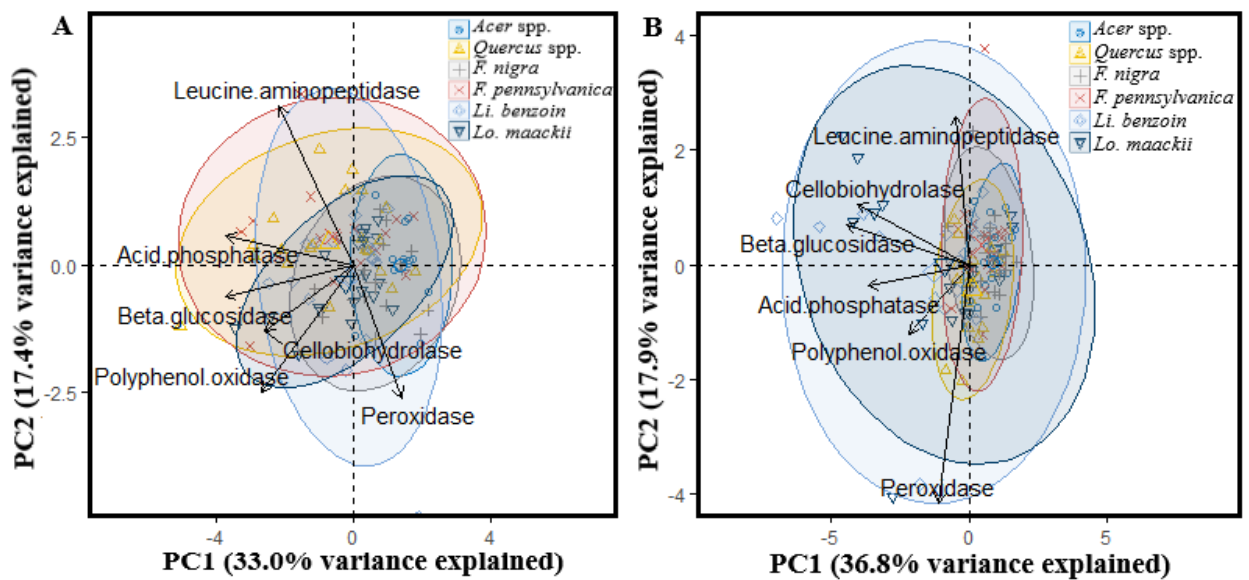 A
Acer spp.
Quercus spp.
F. nigra
F. pennsylvanica
Li. benzoin
Lo. maackii
Leucine.aminopeptidase
Acid.phosphatase
Beta.glucosidase
Cellobiohydrolase
Polyphenol.oxidase
Peroxidase
2.5
0.0
-2.5
-4
0
4
PC2 (17.4% variance explained)
PC1 (33.0% variance explained)
B
Acer spp.
Quercus spp.
F. nigra
F. pennsylvanica
Li. benzoin
Lo. maackii
Leucine.aminopeptidase
Cellobiohydrolase
Beta.glucosidase
Acid.phosphatase
Polyphenol.oxidase
Peroxidase
4
2
0
-2
-4
-5
0
5
PC2 (17.9% variance explained)
PC1 (36.8% variance explained)